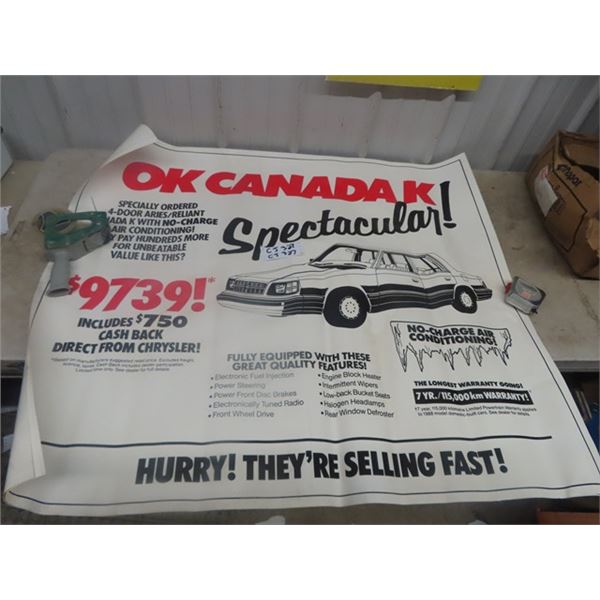 OK CANADA K
Spectacular!
SPECIALLY ORDERED
4-DOOR ARIES/RELIANT
ADA K WITH NO-CHARGE
AIR CONDITIONING!
Y PAY HUNDREDS MORE
FOR UNBEATABLE
VALUE LIKE THIS?
$9739!*
INCLUDES $750
CASH BACK
DIRECT FROM CHRYSLER!
FULLY EQUIPPED WITH THESE
GREAT QUALITY FEATURES!
• Electronic Fuel Injection
• Power Steering
• Power Front Disc Brakes
• Electronically Tuned Radio
• Front Wheel Drive
• Engine Block Heater
• Intermittent Wipers
• Low-back Bucket Seats
• Halogen Headlamps
• Rear Window Defroster
NO-CHARGE AIR
CONDITIONING!
THE LONGEST WARRANTY GOING!
7 YR./115,000 km WARRANTY!
HURRY! THEY'RE SELLING FAST!